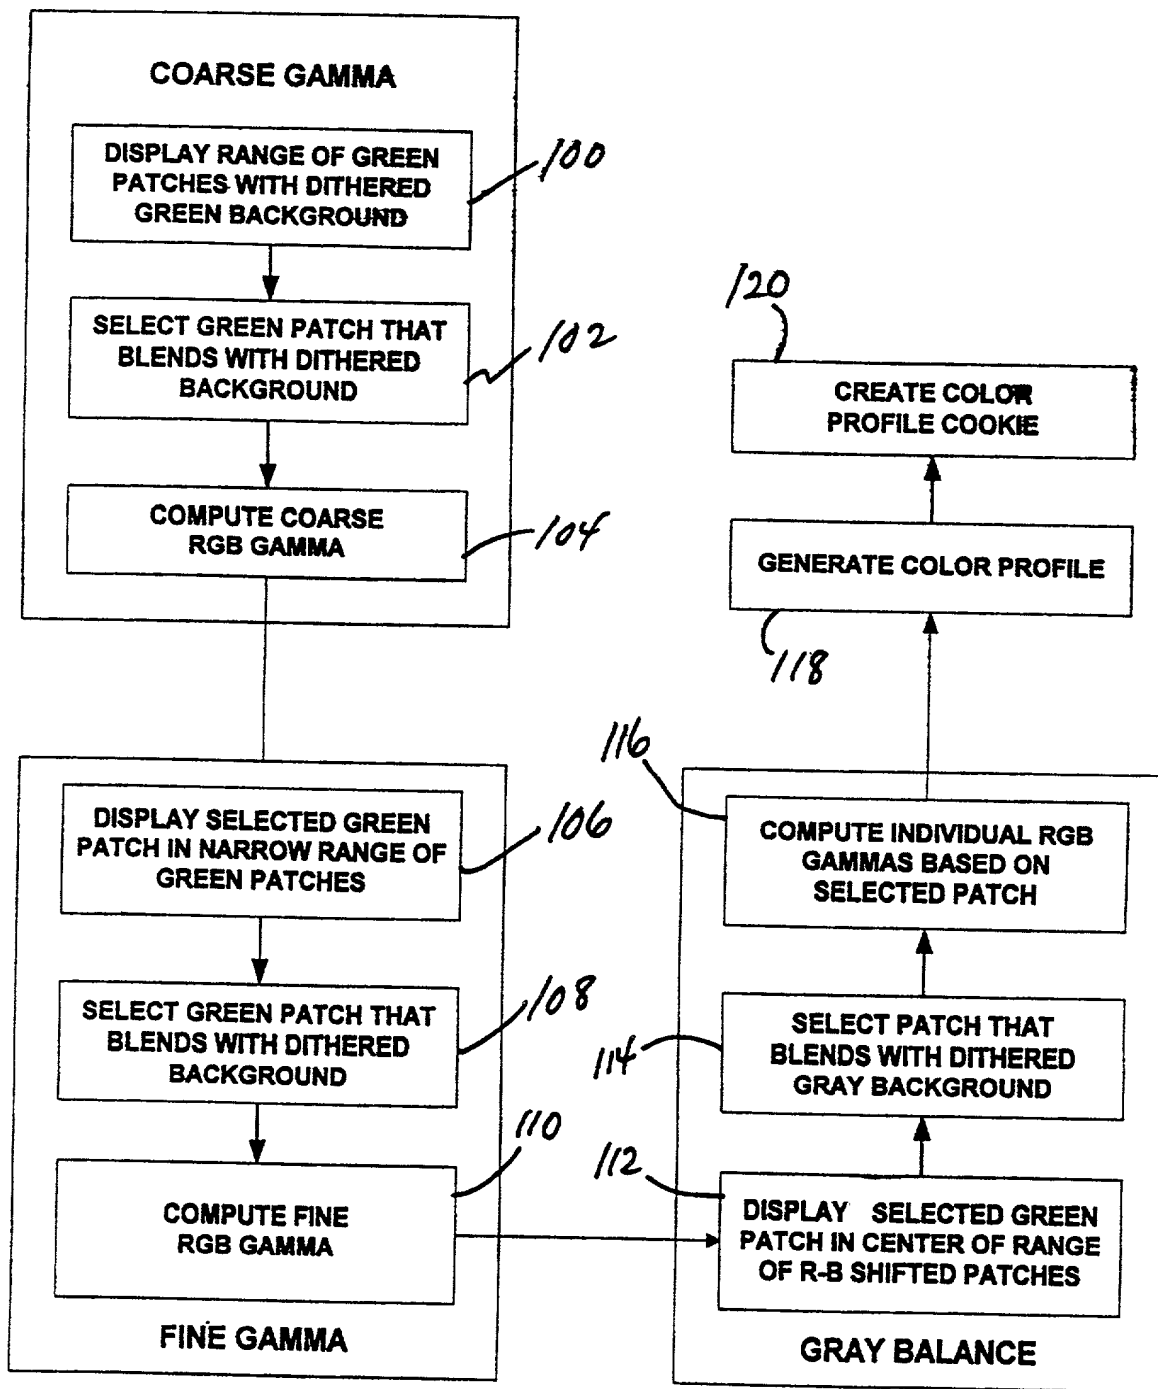 COARSE GAMMA
DISPLAY RANGE OF GREEN
PATCHES WITH DITHERED
GREEN BACKGROUND
100
SELECT GREEN PATCH THAT
BLENDS WITH DITHERED
BACKGROUND
102
COMPUTE COARSE
RGB GAMMA
104
DISPLAY SELECTED GREEN
PATCH IN NARROW RANGE OF
GREEN PATCHES
106
SELECT GREEN PATCH THAT
BLENDS WITH DITHERED
BACKGROUND
108
110
COMPUTE FINE
RGB GAMMA
FINE GAMMA
112
DISPLAY SELECTED GREEN
PATCH IN CENTER OF RANGE
OF R-B SHIFTED PATCHES
GRAY BALANCE
114
SELECT PATCH THAT
BLENDS WITH DITHERED
GRAY BACKGROUND
116
COMPUTE INDIVIDUAL RGB
GAMMAS BASED ON
SELECTED PATCH
GENERATE COLOR PROFILE
118
120
CREATE COLOR
PROFILE COOKIE